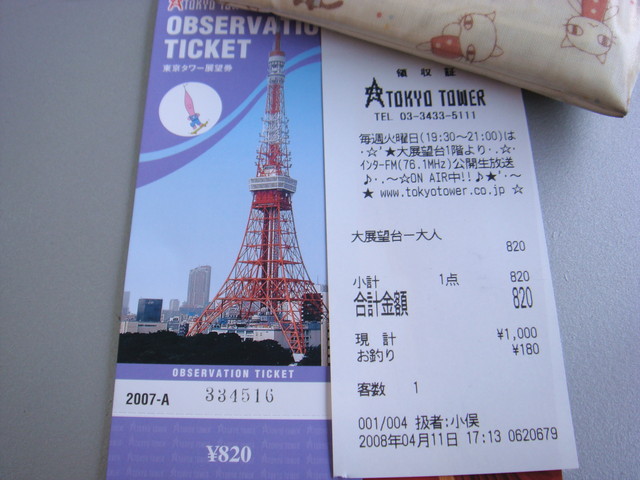 TOKYO TOWER
OBSERVATION
TICKET
東京タワー展望券
OBSERVATION TICKET
2007-A 334516
¥820
領収証
TOKYO TOWER
TEL 03-3433-5111
毎週火曜日(19:30～21:00)は
・☆'★大展望台1階より・.☆・
インターFM(76.1MHz)公開生放送
♪・.～☆ON AIR中!!♪★'・～
★ www.tokyotower.co.jp ☆
大展望台一大人
820
小計 1点 820
合計金額 820
現 計 ¥1,000
お釣り ¥180
客数 1
001/004 扱者:小俣
2008年04月11日 17:13 0620679